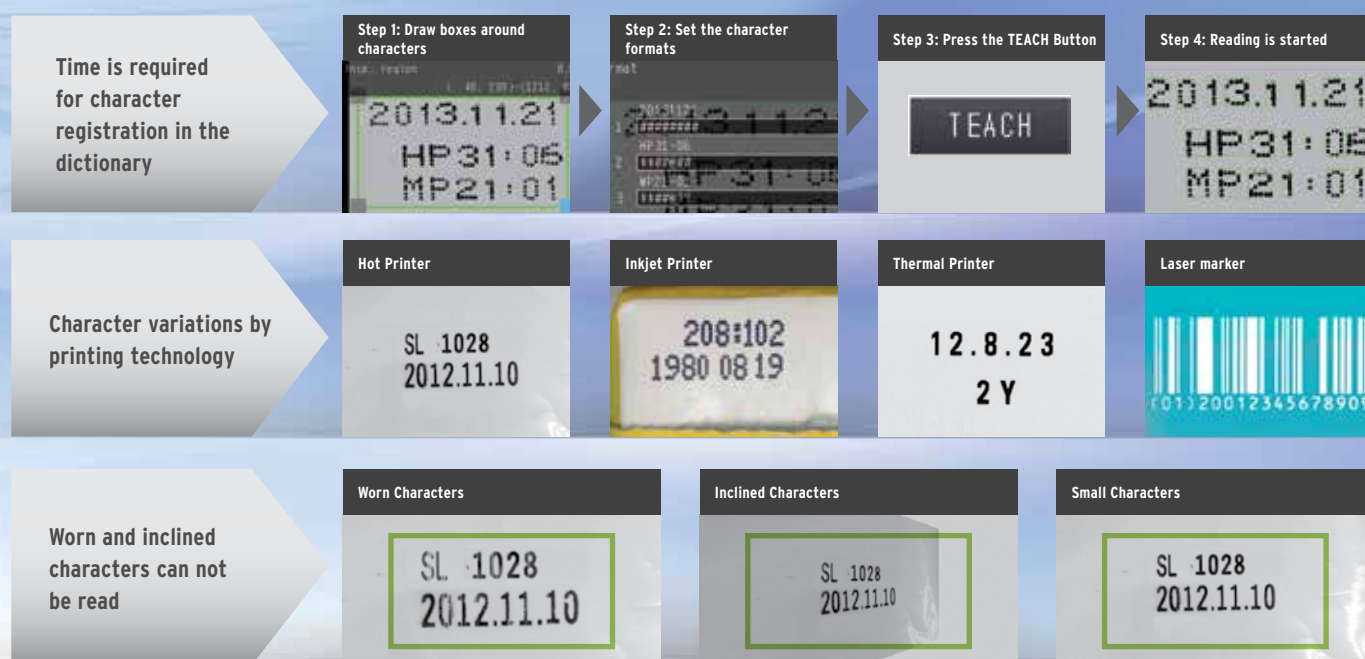 Time is required
for character
registration in the
dictionary
Step 1: Draw boxes around
characters
2013.11.21
HP31:06
MP21:01
Step 2: Set the character
formats
Step 3: Press the TEACH Button
TEACH
Step 4: Reading is started
2013.11.21
HP31:06
MP21:01
Character variations by
printing technology
Hot Printer
SL 1028
2012.11.10
Inkjet Printer
208:102
1980 08 19
Thermal Printer
12.8.23
2 Y
Laser marker
(01)2001234567890
Worn and inclined
characters can not
be read
Worn Characters
SL 1028
2012.11.10
Inclined Characters
SL 1028
2012.11.10
Small Characters
SL 1028
2012.11.10